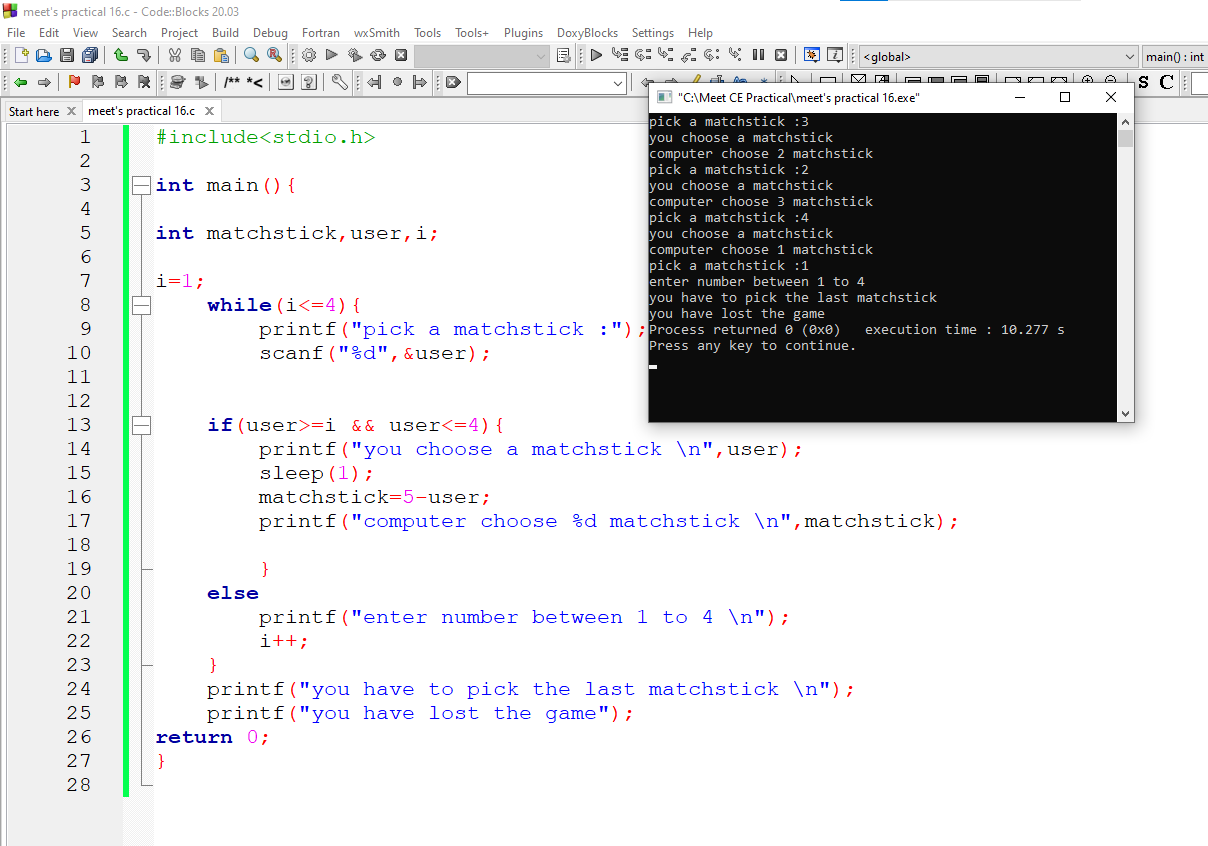 meet's practical 16.c - Code::Blocks 20.03
File Edit View Search Project Build Debug Fortran wxSmith Tools Tools+ Plugins DoxyBlocks Settings Help
<global> main() : int
/** *< S C
Start here meet's practical 16.c
1 #include<stdio.h>
2
3 int main(){
4
5 int matchstick,user,i;
6
7 i=1;
8 while(i<=4){
9 printf("pick a matchstick :");
10 scanf("%d",&user);
11
12
13 if(user>=i && user<=4){
14 printf("you choose a matchstick \n",user);
15 sleep(1);
16 matchstick=5-user;
17 printf("computer choose %d matchstick \n",matchstick);
18
19 }
20 else
21 printf("enter number between 1 to 4 \n");
22 i++;
23 }
24 printf("you have to pick the last matchstick \n");
25 printf("you have lost the game");
26 return 0;
27 }
28
"C:\Meet CE Practical\meet's practical 16.exe"
pick a matchstick :3
you choose a matchstick
computer choose 2 matchstick
pick a matchstick :2
you choose a matchstick
computer choose 3 matchstick
pick a matchstick :4
you choose a matchstick
computer choose 1 matchstick
pick a matchstick :1
enter number between 1 to 4
you have to pick the last matchstick
you have lost the game
Process returned 0 (0x0) execution time : 10.277 s
Press any key to continue.